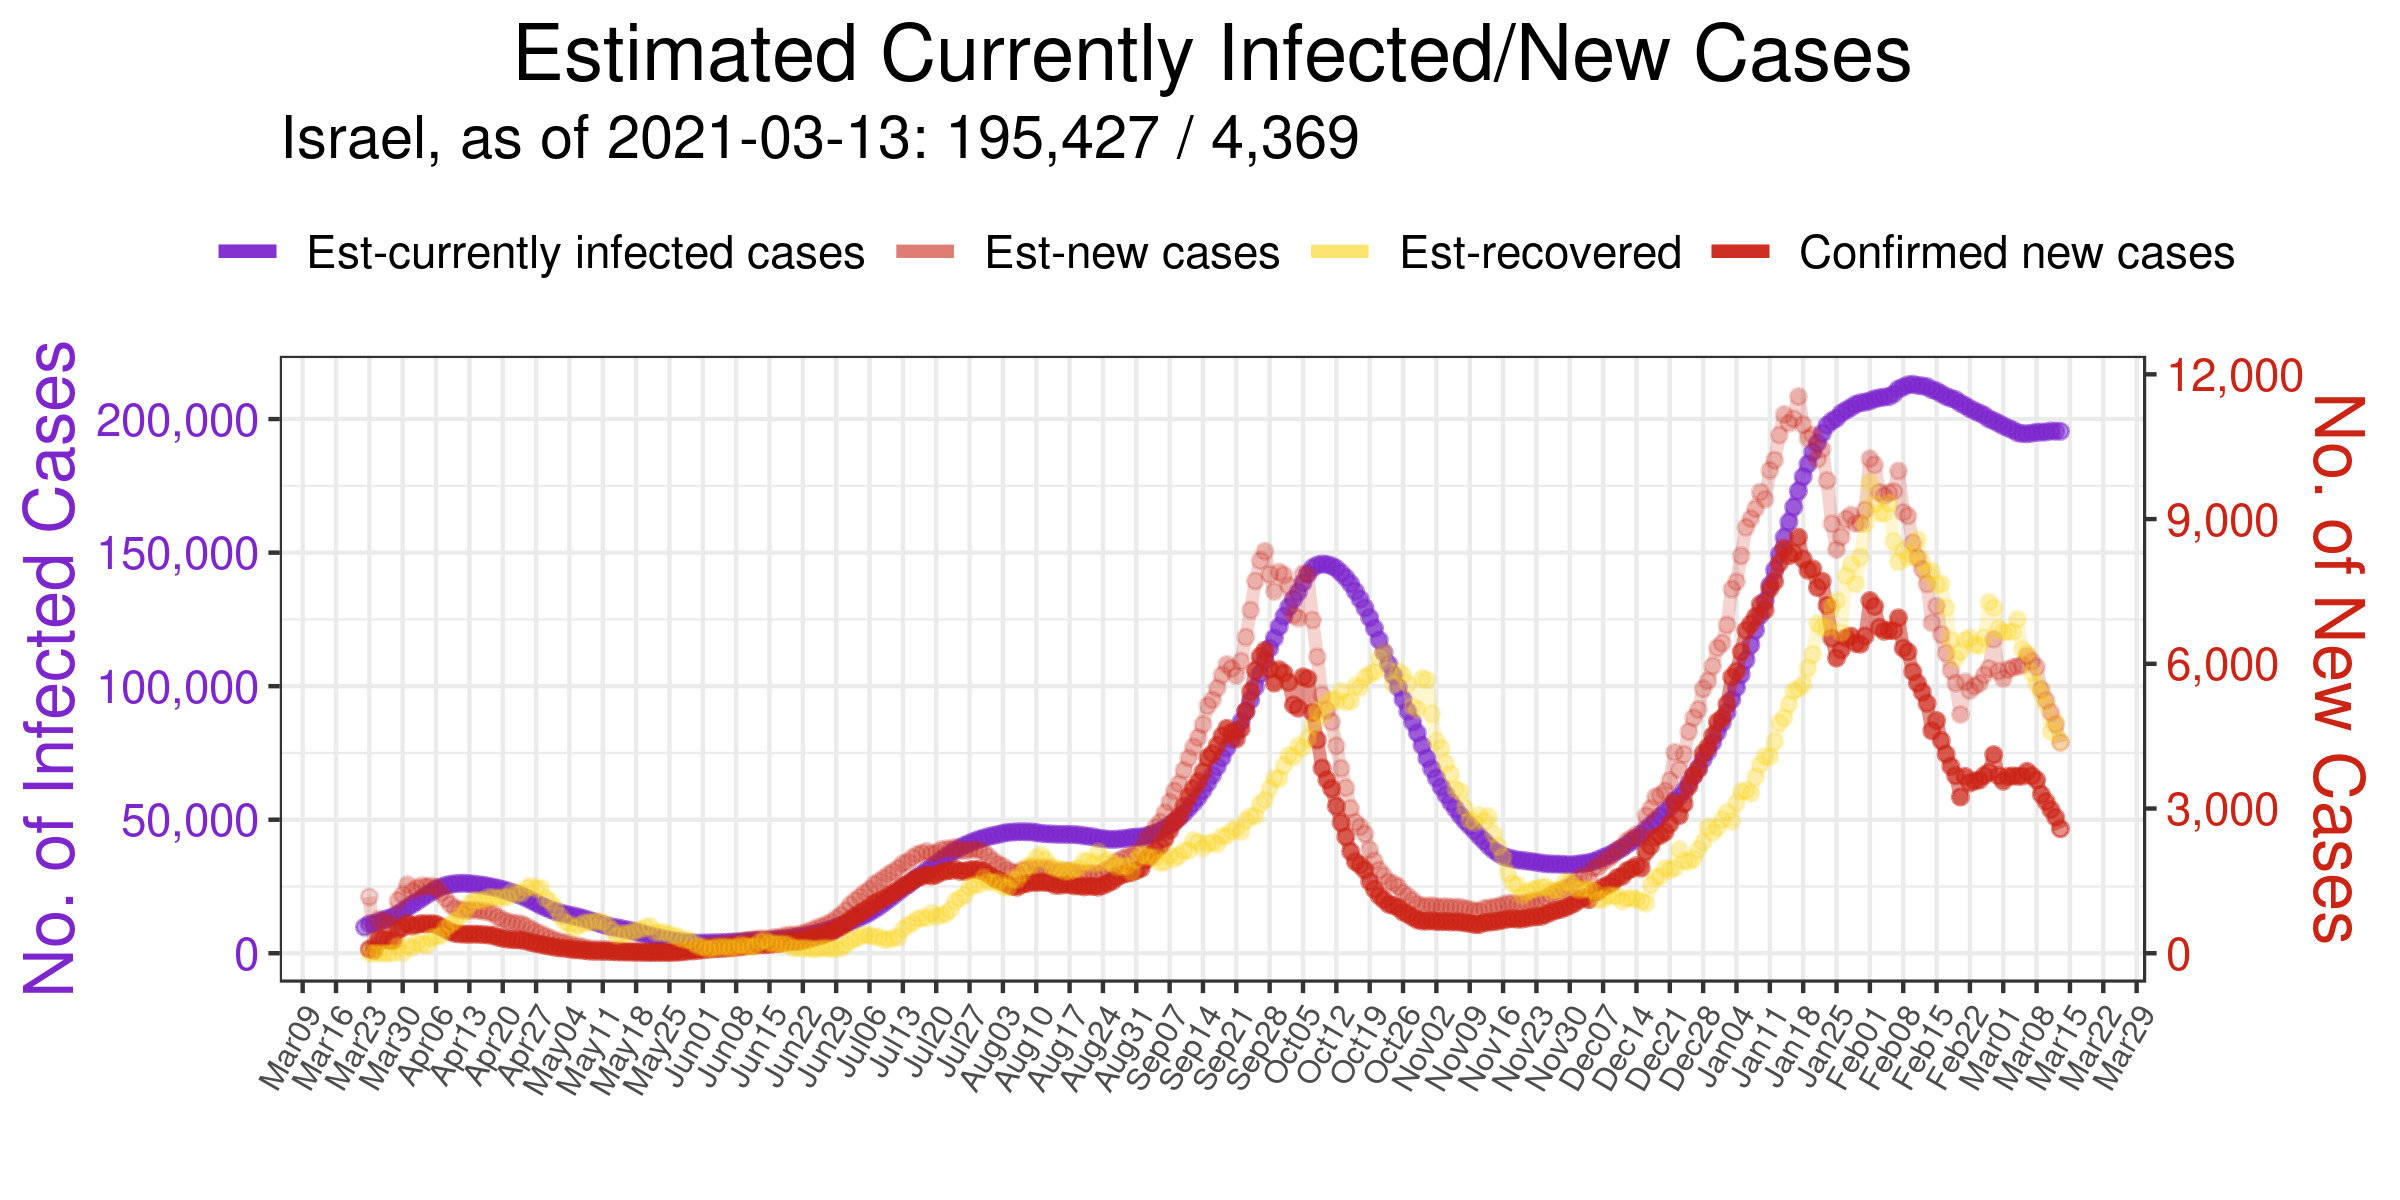 Estimated Currently Infected/New Cases
Israel, as of 2021-03-13: 195,427 / 4,369
Est-currently infected cases Est-new cases Est-recovered Confirmed new cases
No. of Infected Cases
200,000
150,000
100,000
50,000
0
12,000
9,000
6,000
3,000
0
No. of New Cases
Mar09 Mar16 Mar23 Mar30 Apr06 Apr13 Apr20 Apr27 May04 May11 May18 May25 Jun01 Jun08 Jun15 Jun22 Jun29 Jul06 Jul13 Jul20 Jul27 Aug03 Aug10 Aug17 Aug24 Aug31 Sep07 Sep14 Sep21 Sep28 Oct05 Oct12 Oct19 Oct26 Nov02 Nov09 Nov16 Nov23 Nov30 Dec07 Dec14 Dec21 Dec28 Jan04 Jan11 Jan18 Jan25 Feb01 Feb08 Feb15 Feb22 Mar01 Mar08 Mar15 Mar22 Mar29